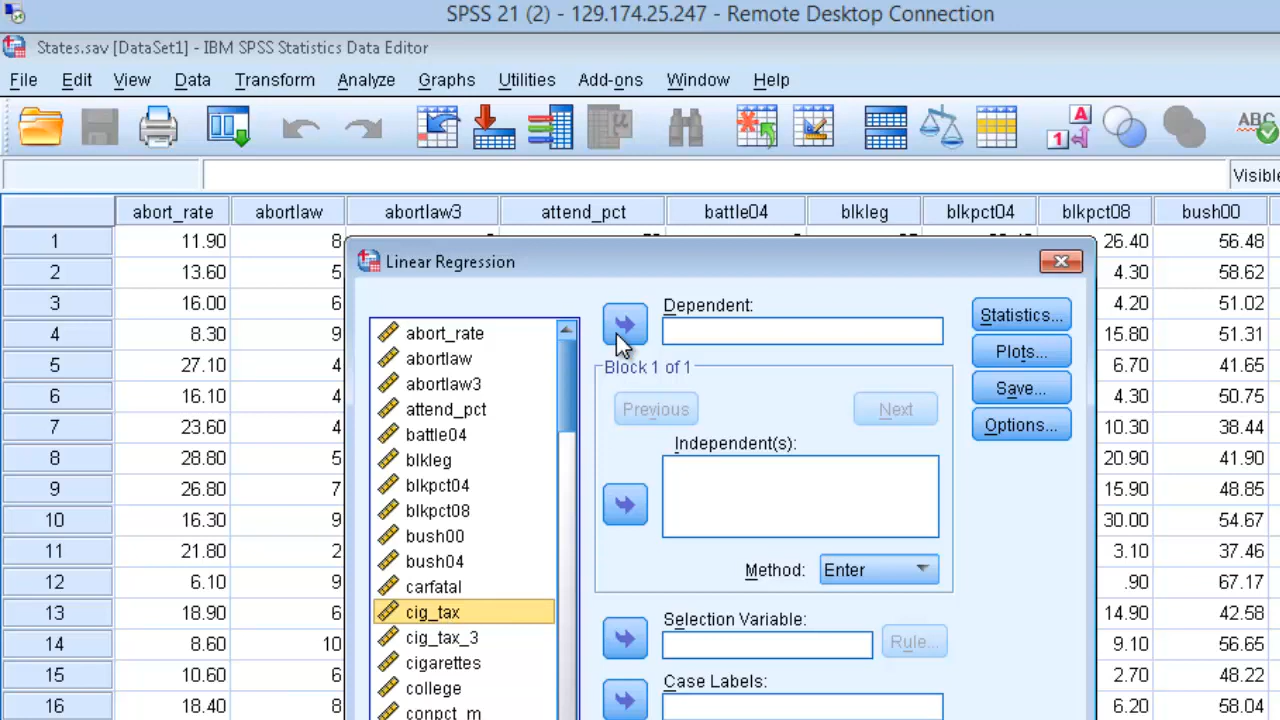 SPSS 21 (2) - 129.174.25.247 - Remote Desktop Connection
States.sav [DataSet1] - IBM SPSS Statistics Data Editor
File Edit View Data Transform Analyze Graphs Utilities Add-ons Window Help
A
1
ABC
Visible
abort_rate abortlaw abortlaw3 attend_pct battle04 blkleg blkpct04 blkpct08 bush00
1 11.90 8 26.40 56.48
2 13.60 5 4.30 58.62
3 16.00 6 4.20 51.02
4 8.30 9 15.80 51.31
5 27.10 4 6.70 41.65
6 16.10 4 4.30 50.75
7 23.60 4 10.30 38.44
8 28.80 5 20.90 41.90
9 26.80 7 15.90 48.85
10 16.30 9 30.00 54.67
11 21.80 2 3.10 37.46
12 6.10 9 .90 67.17
13 18.90 6 14.90 42.58
14 8.60 10 9.10 56.65
15 10.60 6 2.70 48.22
16 18.40 8 6.20 58.04
Linear Regression
abort_rate
abortlaw
abortlaw3
attend_pct
battle04
blkleg
blkpct04
blkpct08
bush00
bush04
carfatal
cig_tax
cig_tax_3
cigarettes
college
conpct_m
Dependent:
Block 1 of 1
Previous Next
Independent(s):
Method: Enter
Selection Variable:
Rule...
Case Labels:
Statistics...
Plots...
Save...
Options...